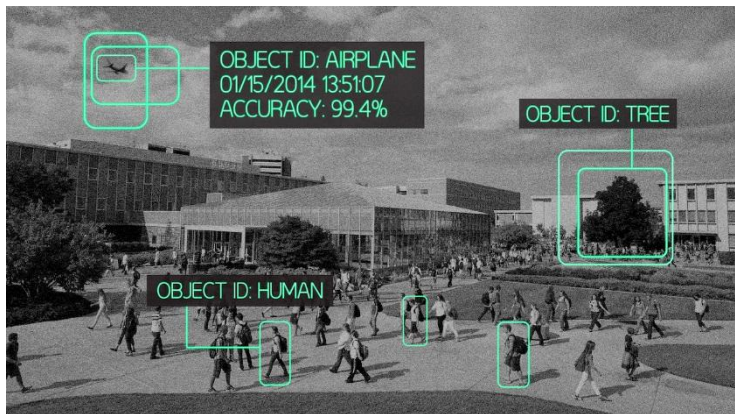 OBJECT ID: AIRPLANE
01/15/2014 13:51:07
ACCURACY: 99.4%
OBJECT ID: TREE
OBJECT ID: HUMAN